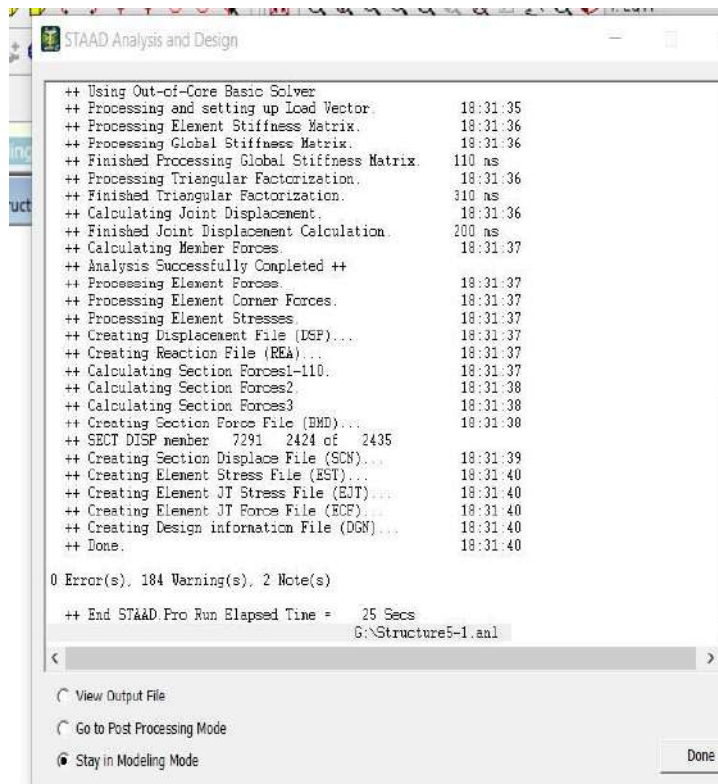 STAAD Analysis and Design
++ Using Out-of-Core Basic Solver
++ Processing and setting up Load Vector. 18:31:35
++ Processing Element Stiffness Matrix. 18:31:36
++ Processing Global Stiffness Matrix. 18:31:36
++ Finished Processing Global Stiffness Matrix. 110 ms
++ Processing Triangular Factorization. 18:31:36
++ Finished Triangular Factorization. 310 ms
++ Calculating Joint Displacement. 18:31:36
++ Finished Joint Displacement Calculation. 200 ms
++ Calculating Member Forces. 18:31:37
++ Analysis Successfully Completed ++
++ Processing Element Forces. 18:31:37
++ Processing Element Corner Forces. 18:31:37
++ Processing Element Stresses. 18:31:37
++ Creating Displacement File (DSP)... 18:31:37
++ Creating Reaction File (REA)... 18:31:37
++ Calculating Section Forces1-110. 18:31:37
++ Calculating Section Forces2. 18:31:38
++ Calculating Section Forces3 18:31:38
++ Creating Section Force File (BMD)... 18:31:38
++ SECT DISP member 7291 2424 of 2435
++ Creating Section Displace File (SCN)... 18:31:39
++ Creating Element Stress File (EST)... 18:31:40
++ Creating Element JT Stress File (EJT)... 18:31:40
++ Creating Element JT Force File (ECF)... 18:31:40
++ Creating Design information File (DGN)... 18:31:40
++ Done. 18:31:40
0 Error(s), 184 Warning(s), 2 Note(s)
++ End STAAD.Pro Run Elapsed Time = 25 Secs
G:\Structure5-1.anl
View Output File
Go to Post Processing Mode
Stay in Modeling Mode
Done